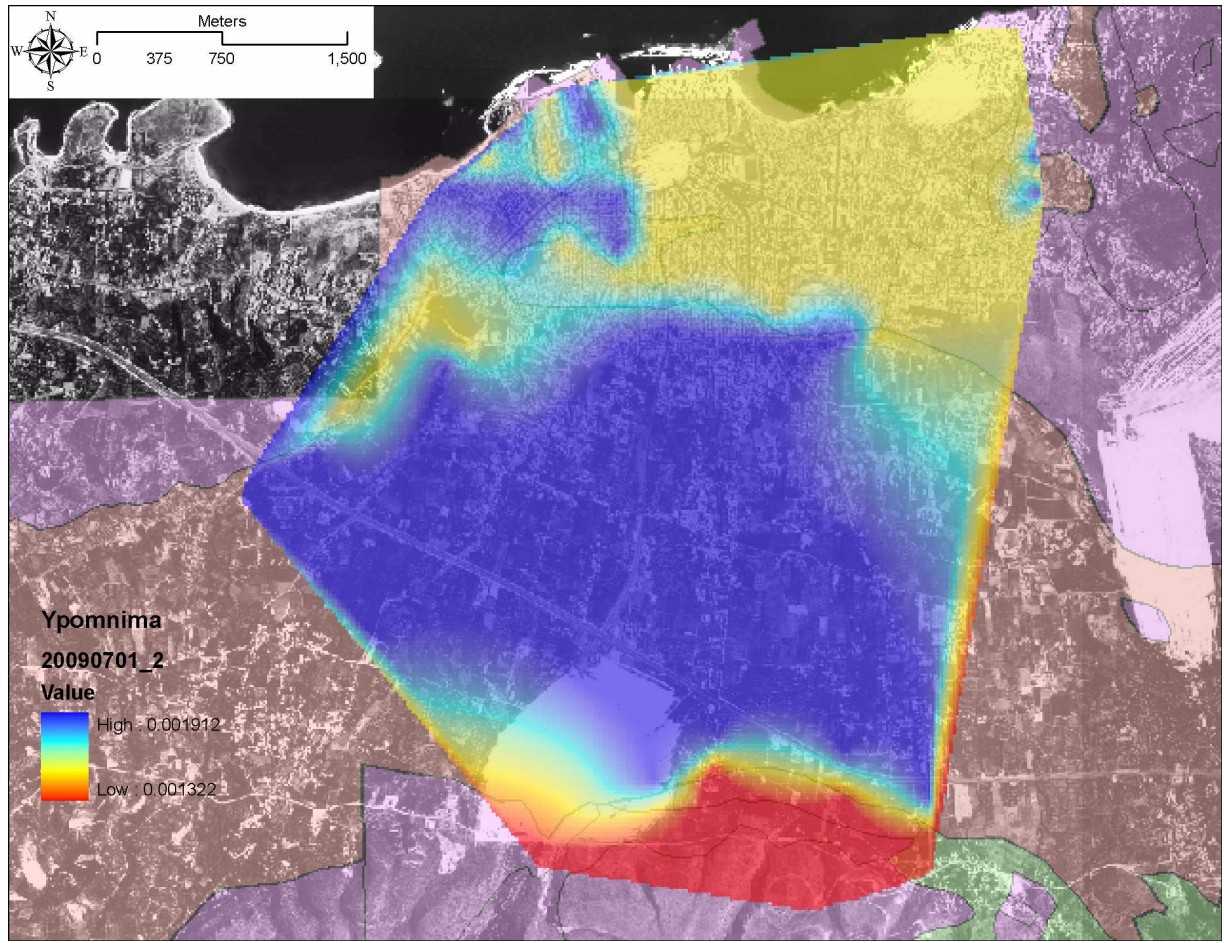 Meters
N
W E 0 375 750 1,500
S
Ypomnima
20090701_2
Value
High : 0.001912
Low : 0.001322